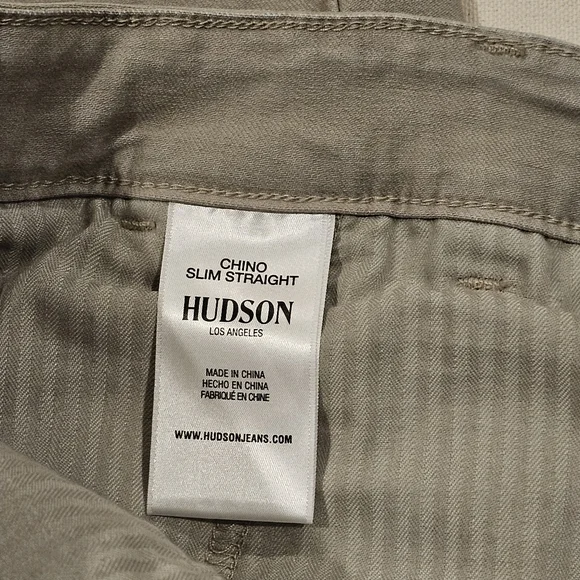 CHINO
SLIM STRAIGHT
HUDSON
LOS ANGELES
MADE IN CHINA
HECHO EN CHINA
FABRIQUÉ EN CHINE
WWW.HUDSONJEANS.COM